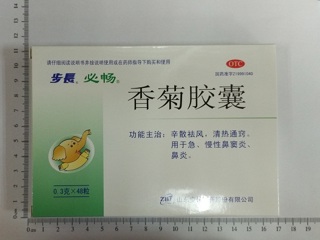 请仔细阅读说明书并按说明使用或在药师指导下购买和使用
OTC
步長 必畅
香菊胶囊
功能主治：辛散祛风，清热通窍。
用于急、慢性鼻窦炎、
鼻炎。
0.3克×48粒